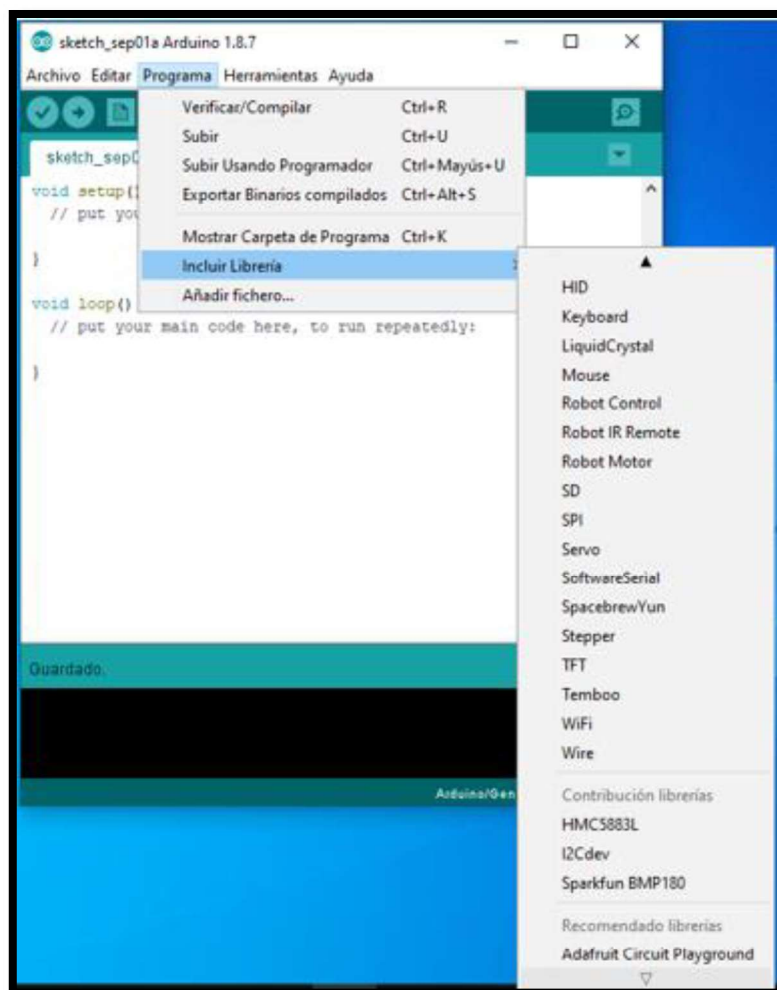 sketch_sep01a Arduino 1.8.7
Archivo Editar Programa Herramientas Ayuda
Verificar/Compilar Ctrl+R
Subir Ctrl+U
Subir Usando Programador Ctrl+Mayús+U
Exportar Binarios compilados Ctrl+Alt+S
Mostrar Carpeta de Programa Ctrl+K
Incluir Librería
Añadir fichero...
sketch_sep0
void setup()
// put you
}
void loop()
// put your main code here, to run repeatedly:
}
HID
Keyboard
LiquidCrystal
Mouse
Robot Control
Robot IR Remote
Robot Motor
SD
SPI
Servo
SoftwareSerial
SpacebrewYun
Stepper
TFT
Temboo
WiFi
Wire
Contribución librerías
HMC5883L
I2Cdev
Sparkfun BMP180
Recomendado librerías
Adafruit Circuit Playground
Guardado.
Arduino/Gen